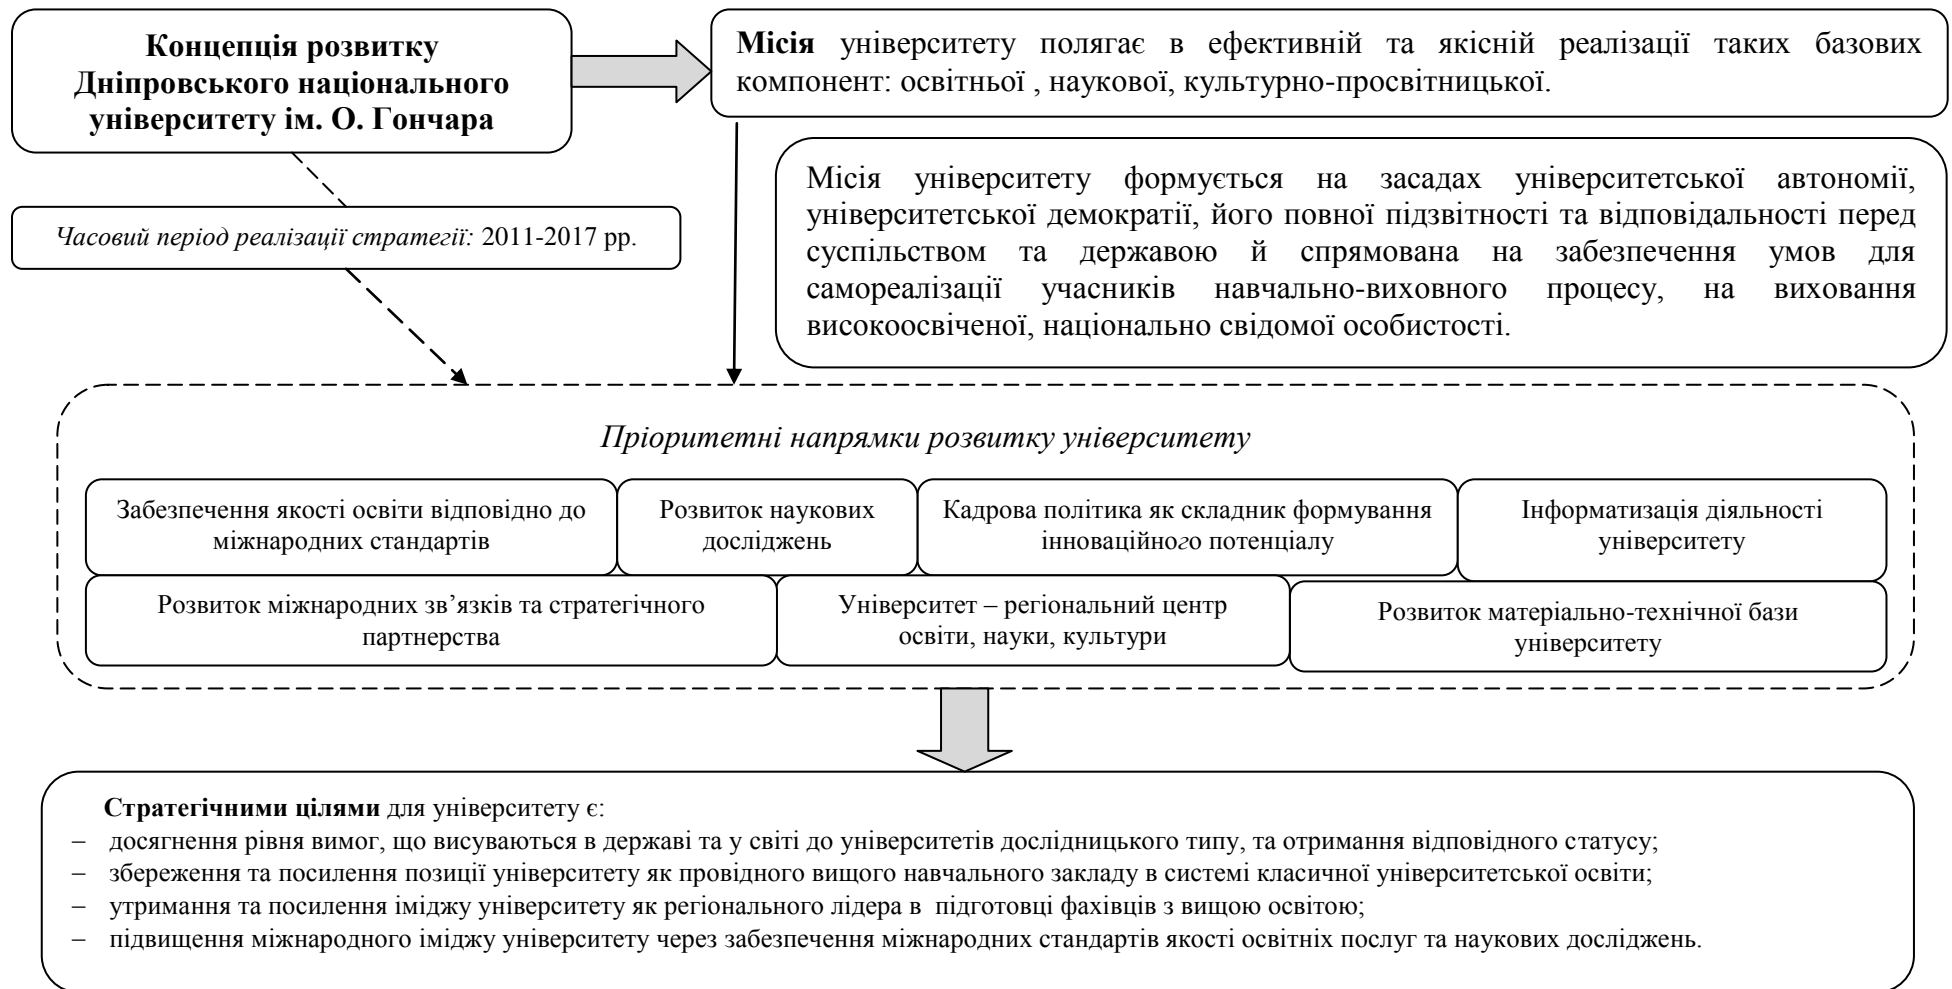 Концепція розвитку
Дніпровського національного
університету ім. О. Гончара
Місія університету полягає в ефективній та якісній реалізації таких базових
компонент: освітньої , наукової, культурно-просвітницької.
Місія університету формується на засадах університетської автономії,
університетської демократії, його повної підзвітності та відповідальності перед
суспільством та державою й спрямована на забезпечення умов для
самореалізації учасників навчально-виховного процесу, на виховання
високоосвіченої, національно свідомої особистості.
Часовий період реалізації стратегії: 2011-2017 рр.
Пріоритетні напрямки розвитку університету
Забезпечення якості освіти відповідно до
міжнародних стандартів
Розвиток наукових
досліджень
Кадрова політика як складник формування
інноваційного потенціалу
Інформатизація діяльності
університету
Розвиток міжнародних зв’язків та стратегічного
партнерства
Університет – регіональний центр
освіти, науки, культури
Розвиток матеріально-технічної бази
університету
Стратегічними цілями для університету є:
– досягнення рівня вимог, що висуваються в державі та у світі до університетів дослідницького типу, та отримання відповідного статусу;
– збереження та посилення позиції університету як провідного вищого навчального закладу в системі класичної університетської освіти;
– утримання та посилення іміджу університету як регіонального лідера в підготовці фахівців з вищою освітою;
– підвищення міжнародного іміджу університету через забезпечення міжнародних стандартів якості освітніх послуг та наукових досліджень.